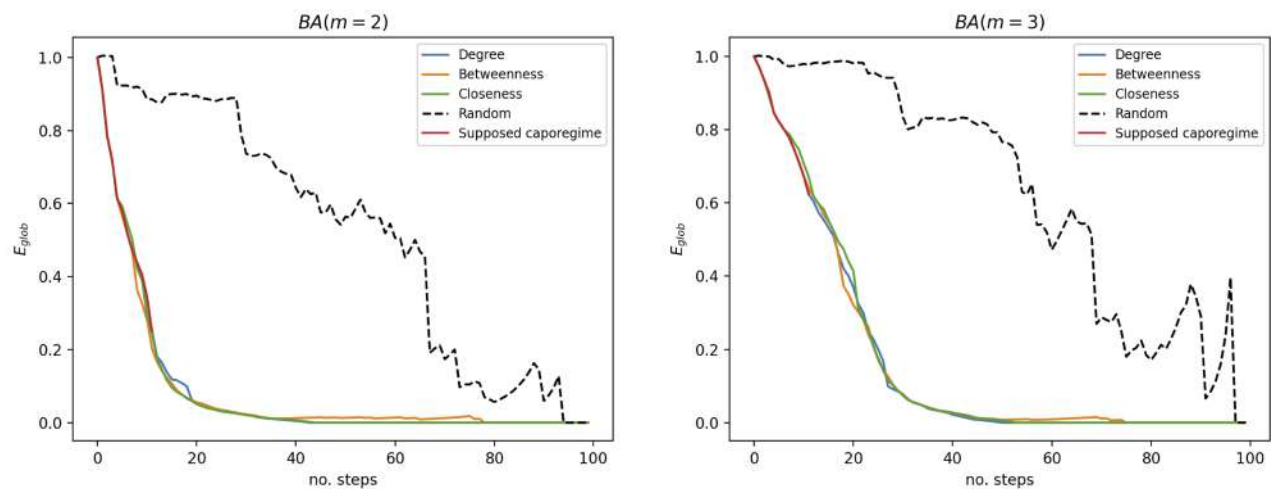 BA(m = 2)
1.0
0.8
0.6
0.4
0.2
0.0
E_glob
0
20
40
60
80
100
no. steps
Degree
Betweenness
Closeness
Random
Supposed caporegime
BA(m = 3)
1.0
0.8
0.6
0.4
0.2
0.0
E_glob
0
20
40
60
80
100
no. steps
Degree
Betweenness
Closeness
Random
Supposed caporegime